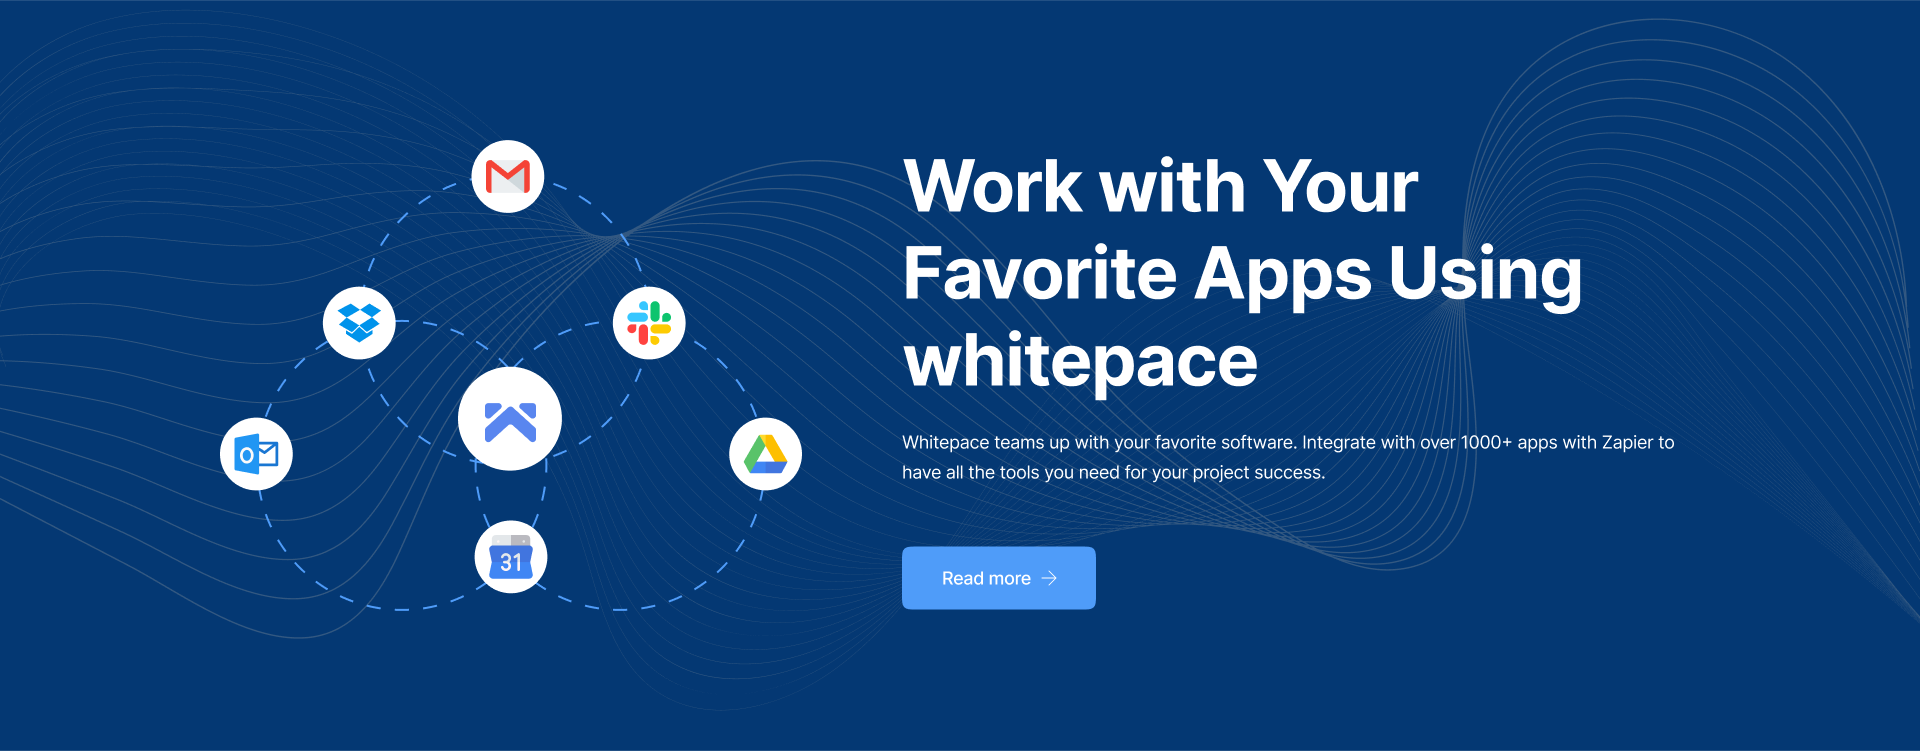 Work with Your
Favorite Apps Using
whitepace
Whitepace teams up with your favorite software. Integrate with over 1000+ apps with Zapier to
have all the tools you need for your project success.
Read more
31